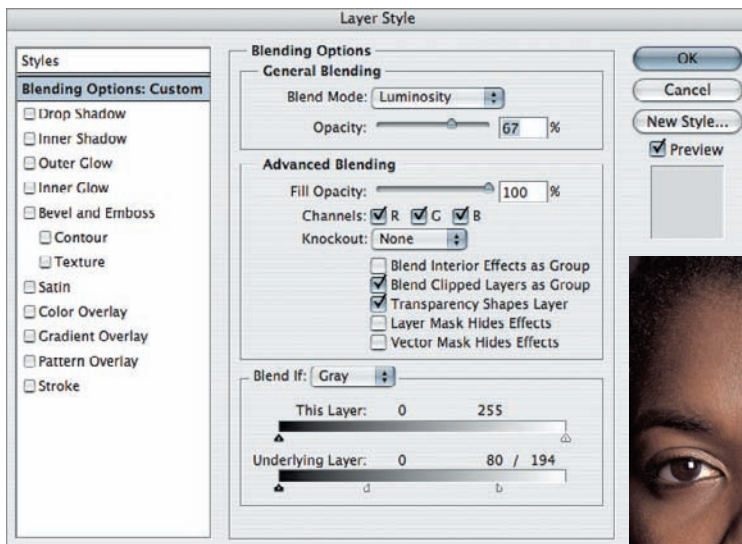 Layer Style
Styles
Blending Options: Custom
Drop Shadow
Inner Shadow
Outer Glow
Inner Glow
Bevel and Emboss
Contour
Texture
Satin
Color Overlay
Gradient Overlay
Pattern Overlay
Stroke
Blending Options
General Blending
Blend Mode: Luminosity
Opacity: 67 %
Advanced Blending
Fill Opacity: 100 %
Channels: R G B
Knockout: None
Blend Interior Effects as Group
Blend Clipped Layers as Group
Transparency Shapes Layer
Layer Mask Hides Effects
Vector Mask Hides Effects
Blend If: Gray
This Layer: 0 255
Underlying Layer: 0 80 / 194
OK
Cancel
New Style...
Preview